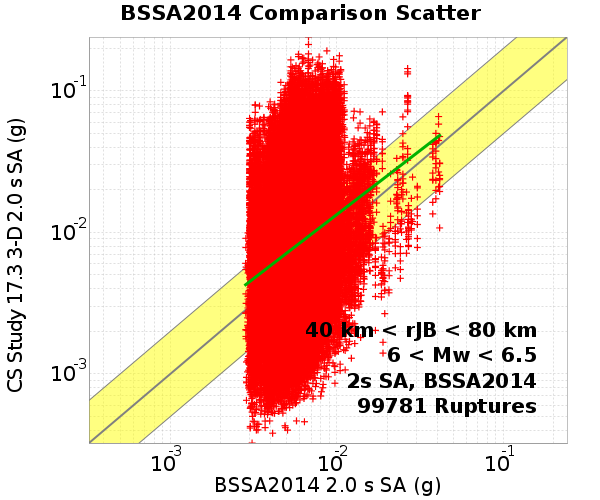 BSSA2014 Comparison Scatter
CS Study 17.3 3-D 2.0 s SA (g)
10-1
10-2
10-3
40 km < rJB < 80 km
6 < Mw < 6.5
2s SA, BSSA2014
99781 Ruptures
10-3
10-2
10-1
BSSA2014 2.0 s SA (g)